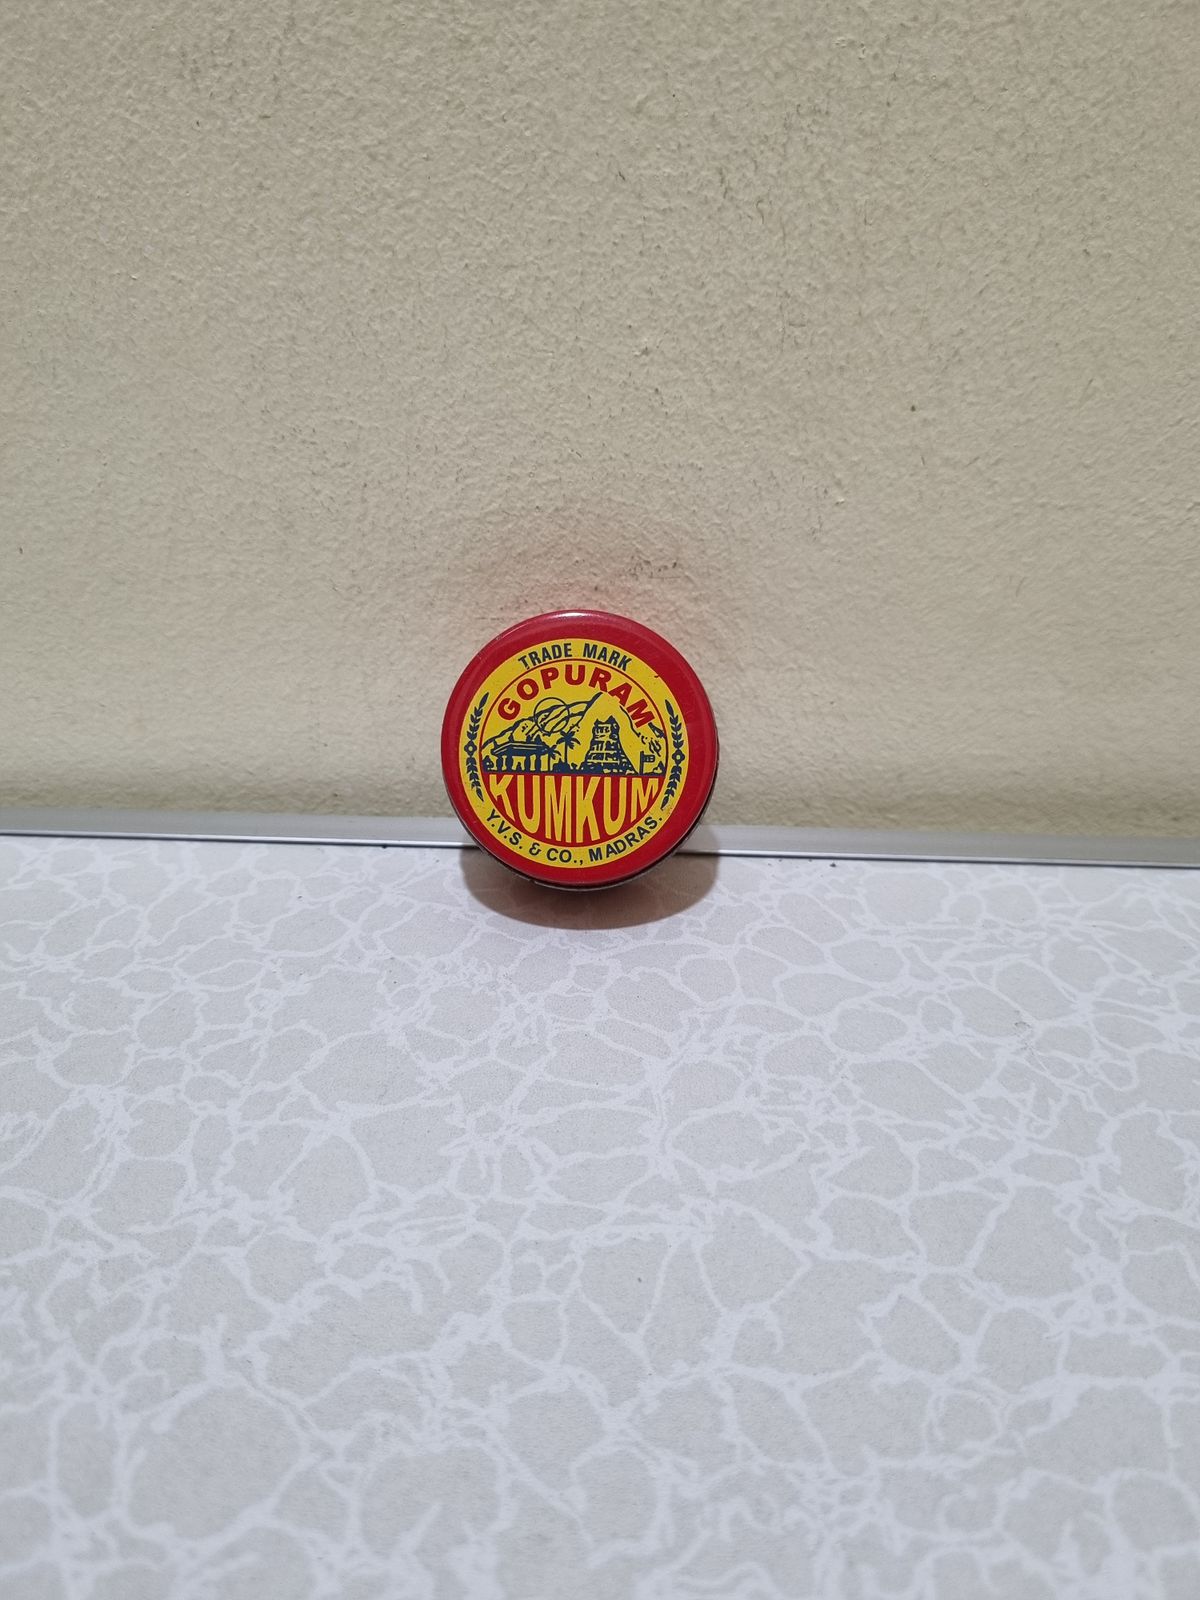 TRADE MARK
GOPURAM
KUMKUM
Y.V.S. & CO., MADRAS.